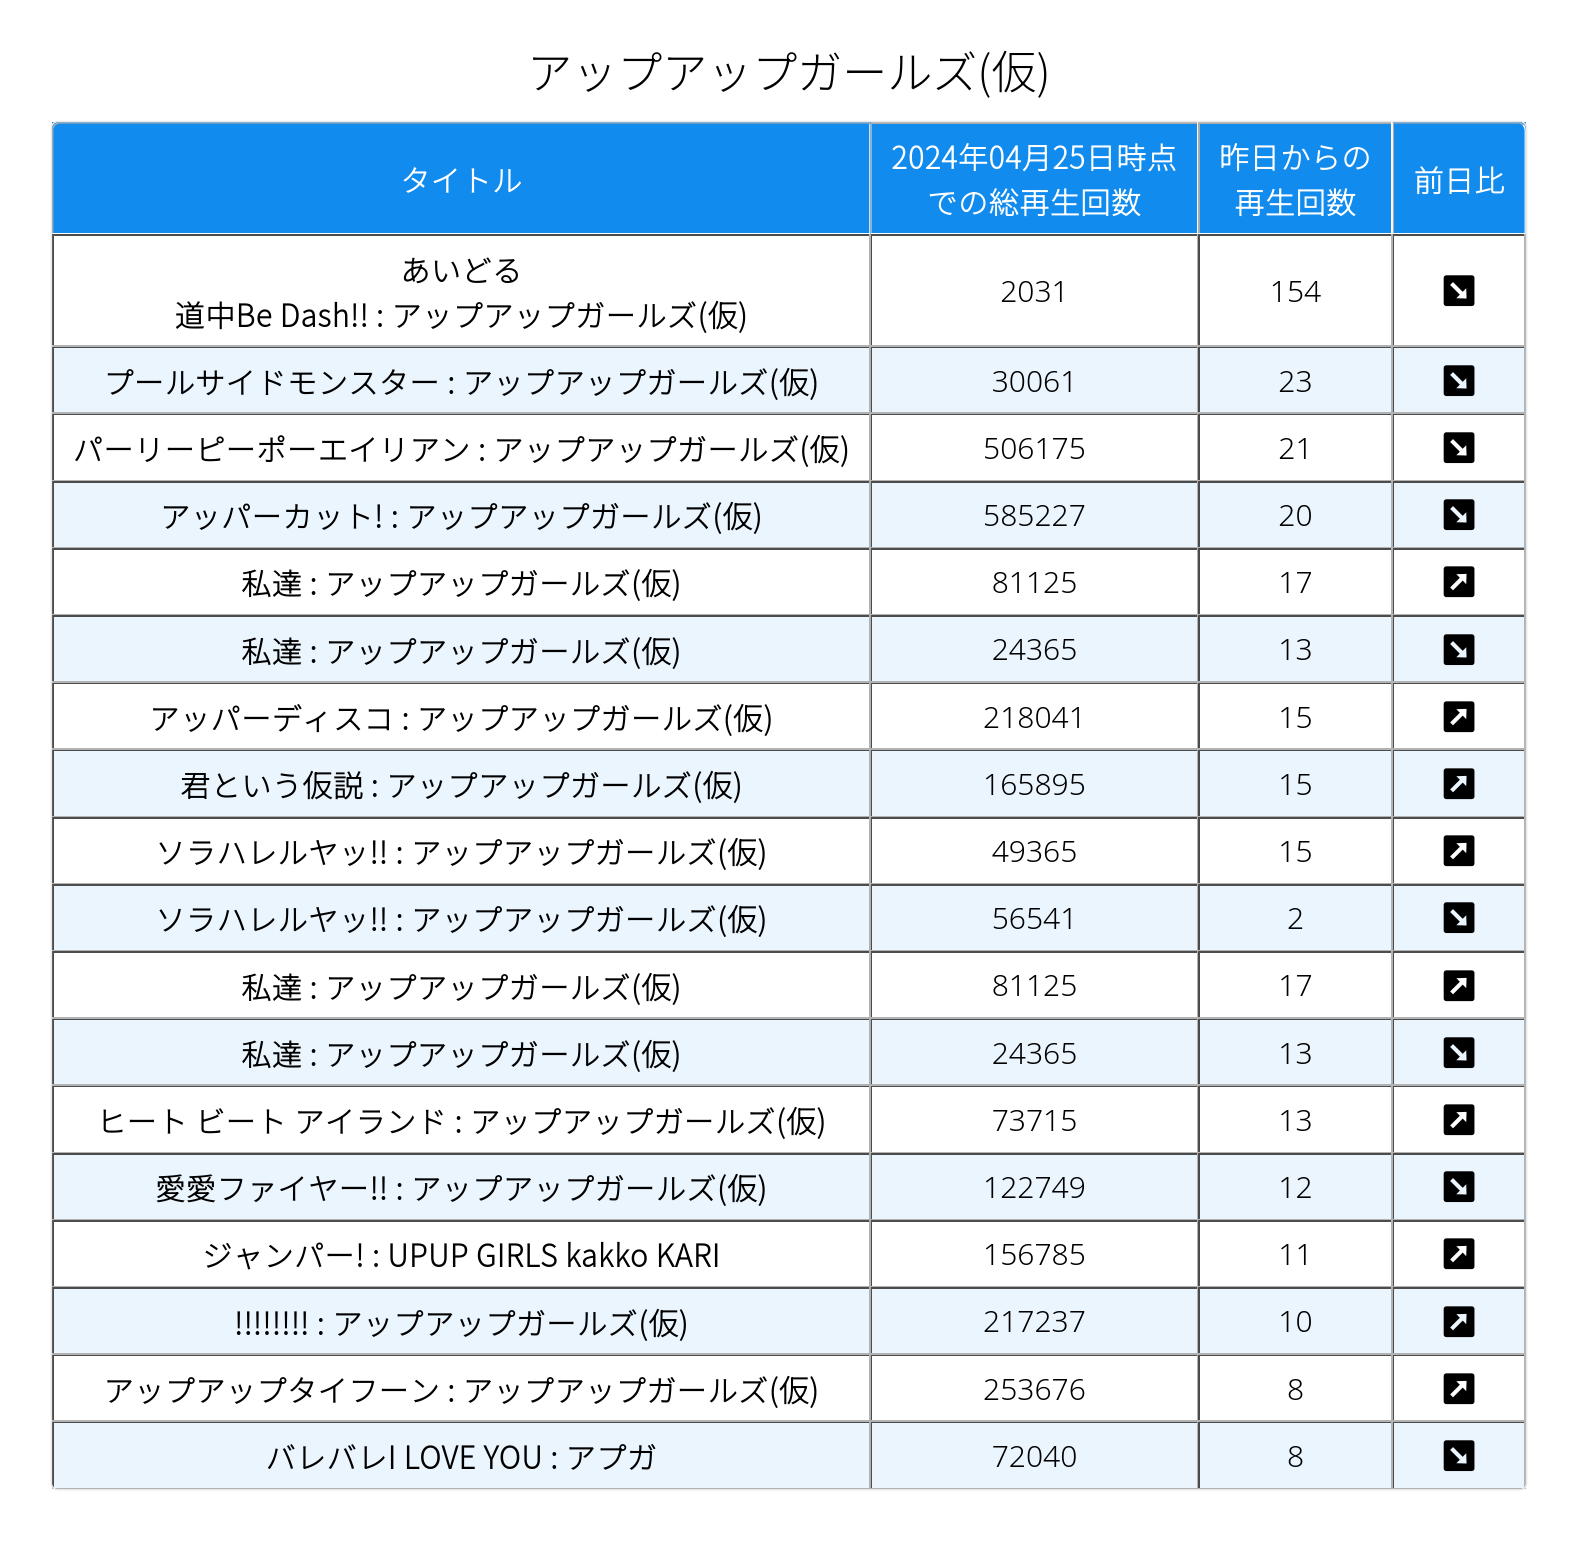 アップアップガールズ(仮)
タイトル
2024年04月25日時点
での総再生回数
昨日からの
再生回数
前日比
あいどる
道中Be Dash!! : アップアップガールズ(仮)
2031
154
プールサイドモンスター : アップアップガールズ(仮)
30061
23
パーリーピーポーエイリアン : アップアップガールズ(仮)
506175
21
アッパーカット! : アップアップガールズ(仮)
585227
20
私達 : アップアップガールズ(仮)
81125
17
私達 : アップアップガールズ(仮)
24365
13
アッパーディスコ : アップアップガールズ(仮)
218041
15
君という仮説 : アップアップガールズ(仮)
165895
15
ソラハレルヤッ!! : アップアップガールズ(仮)
49365
15
ソラハレルヤッ!! : アップアップガールズ(仮)
56541
2
私達 : アップアップガールズ(仮)
81125
17
私達 : アップアップガールズ(仮)
24365
13
ヒート ビート アイランド : アップアップガールズ(仮)
73715
13
愛愛ファイヤー!! : アップアップガールズ(仮)
122749
12
ジャンパー! : UPUP GIRLS kakko KARI
156785
11
!!!!!!!! : アップアップガールズ(仮)
217237
10
アップアップタイフーン : アップアップガールズ(仮)
253676
8
バレバレI LOVE YOU : アプガ
72040
8